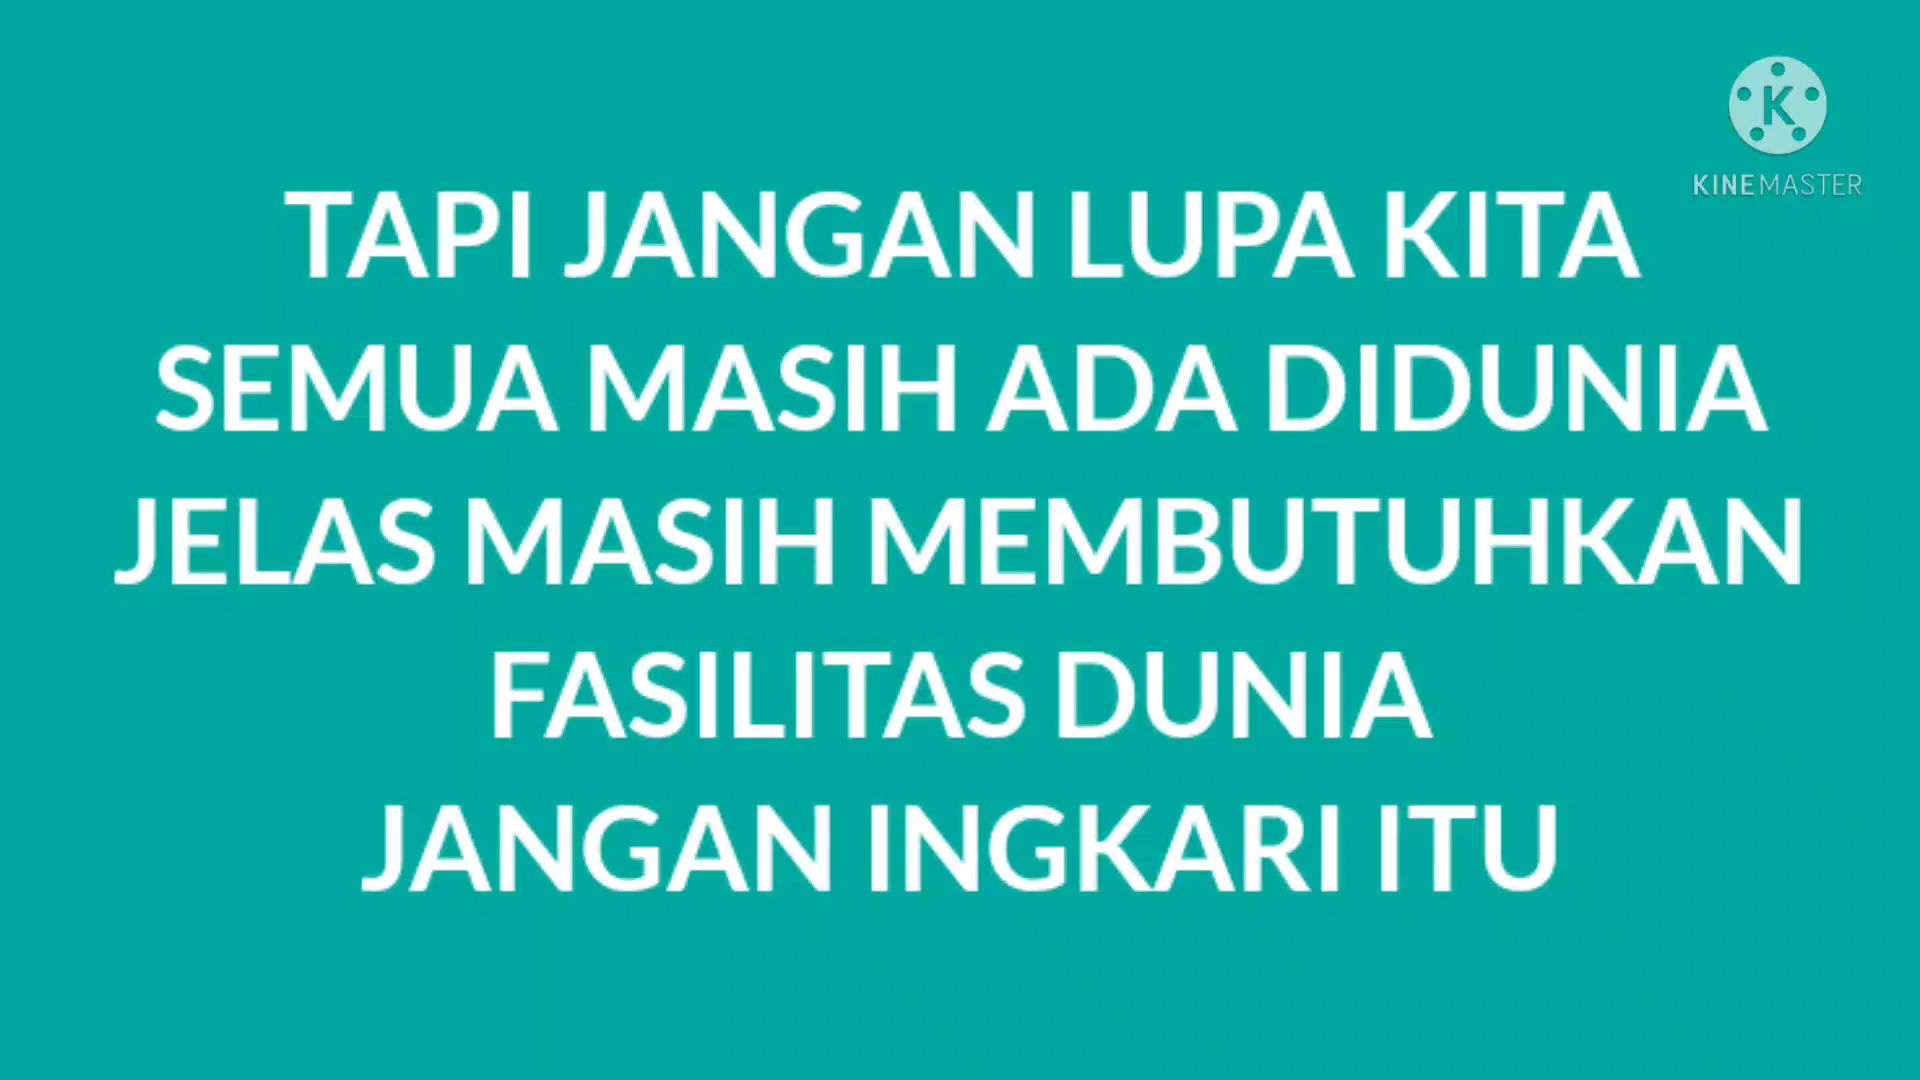 K
KINEMASTER
TAPI JANGAN LUPA KITA
SEMUA MASIH ADA DIDUNIA
JELAS MASIH MEMBUTUHKAN
FASILITAS DUNIA
JANGAN INGKARI ITU